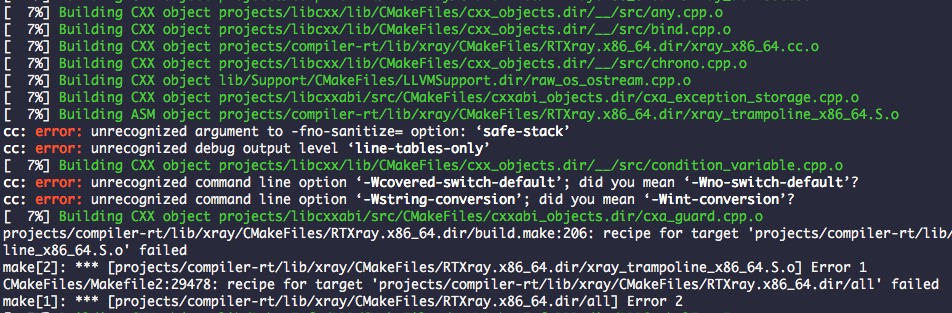 [  7%] Building CXX object projects/libcxx/lib/CMakeFiles/cxx_objects.dir/__/src/any.cpp.o
[  7%] Building CXX object projects/libcxx/lib/CMakeFiles/cxx_objects.dir/__/src/bind.cpp.o
[  7%] Building CXX object projects/compiler-rt/lib/xray/CMakeFiles/RTXray.x86_64.dir/xray_x86_64.cc.o
[  7%] Building CXX object projects/libcxx/lib/CMakeFiles/cxx_objects.dir/__/src/chrono.cpp.o
[  7%] Building CXX object lib/Support/CMakeFiles/LLVMSupport.dir/raw_os_ostream.cpp.o
[  7%] Building CXX object projects/libcxxabi/src/CMakeFiles/cxxabi_objects.dir/cxa_exception_storage.cpp.o
[  7%] Building ASM object projects/compiler-rt/lib/xray/CMakeFiles/RTXray.x86_64.dir/xray_trampoline_x86_64.S.o
cc: error: unrecognized argument to -fno-sanitize= option: ‘safe-stack’
cc: error: unrecognized debug output level ‘line-tables-only’
[  7%] Building CXX object projects/libcxx/lib/CMakeFiles/cxx_objects.dir/__/src/condition_variable.cpp.o
cc: error: unrecognized command line option ‘-Wcovered-switch-default’; did you mean ‘-Wno-switch-default’?
cc: error: unrecognized command line option ‘-Wstring-conversion’; did you mean ‘-Wint-conversion’?
[  7%] Building CXX object projects/libcxxabi/src/CMakeFiles/cxxabi_objects.dir/cxa_guard.cpp.o
projects/compiler-rt/lib/xray/CMakeFiles/RTXray.x86_64.dir/build.make:206: recipe for target 'projects/compiler-rt/lib/
line_x86_64.S.o' failed
make[2]: *** [projects/compiler-rt/lib/xray/CMakeFiles/RTXray.x86_64.dir/xray_trampoline_x86_64.S.o] Error 1
CMakeFiles/Makefile2:29478: recipe for target 'projects/compiler-rt/lib/xray/CMakeFiles/RTXray.x86_64.dir/all' failed
make[1]: *** [projects/compiler-rt/lib/xray/CMakeFiles/RTXray.x86_64.dir/all] Error 2